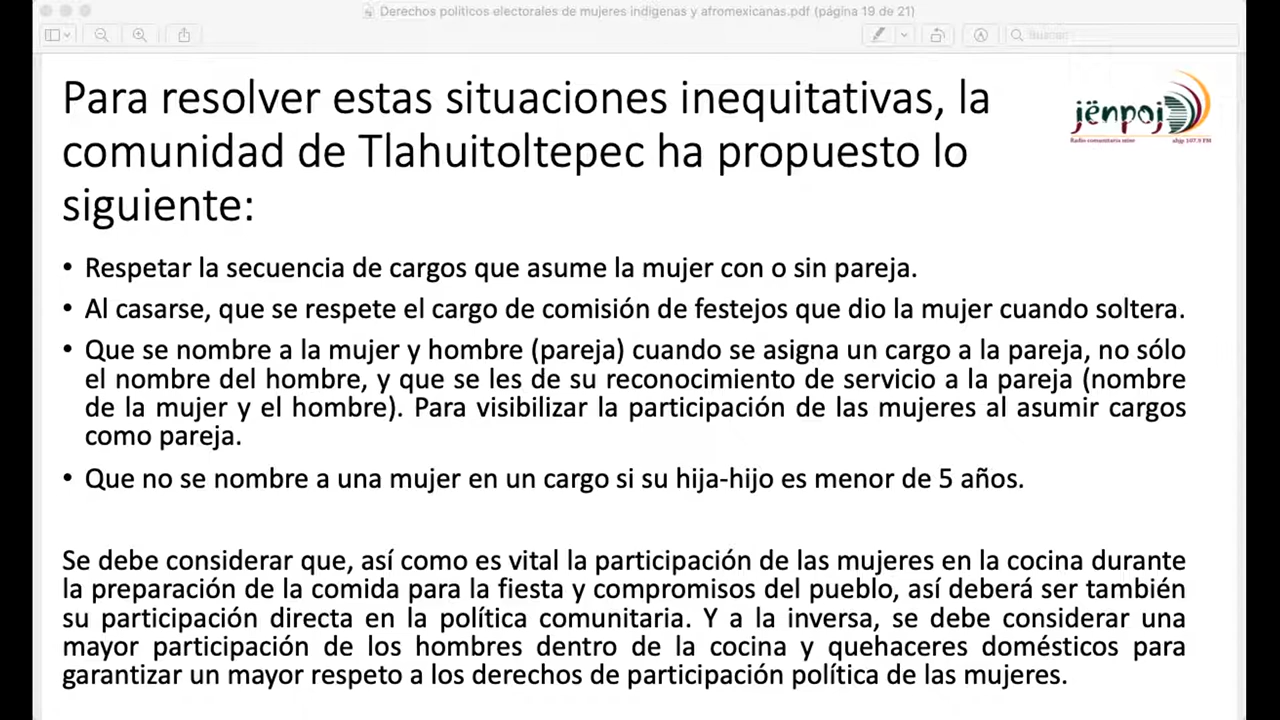 Derechos políticos electorales de mujeres indígenas y afromexicanas.pdf (página 19 de 21)
Buscar
Para resolver estas situaciones inequitativas, la
comunidad de Tlahuitoltepec ha propuesto lo
siguiente:
jënpoj
Radio comunitaria mixe xhjp 107.9 FM
• Respetar la secuencia de cargos que asume la mujer con o sin pareja.
• Al casarse, que se respete el cargo de comisión de festejos que dio la mujer cuando soltera.
• Que se nombre a la mujer y hombre (pareja) cuando se asigna un cargo a la pareja, no sólo
el nombre del hombre, y que se les de su reconocimiento de servicio a la pareja (nombre
de la mujer y el hombre). Para visibilizar la participación de las mujeres al asumir cargos
como pareja.
• Que no se nombre a una mujer en un cargo si su hija-hijo es menor de 5 años.
Se debe considerar que, así como es vital la participación de las mujeres en la cocina durante
la preparación de la comida para la fiesta y compromisos del pueblo, así deberá ser también
su participación directa en la política comunitaria. Y a la inversa, se debe considerar una
mayor participación de los hombres dentro de la cocina y quehaceres domésticos para
garantizar un mayor respeto a los derechos de participación política de las mujeres.